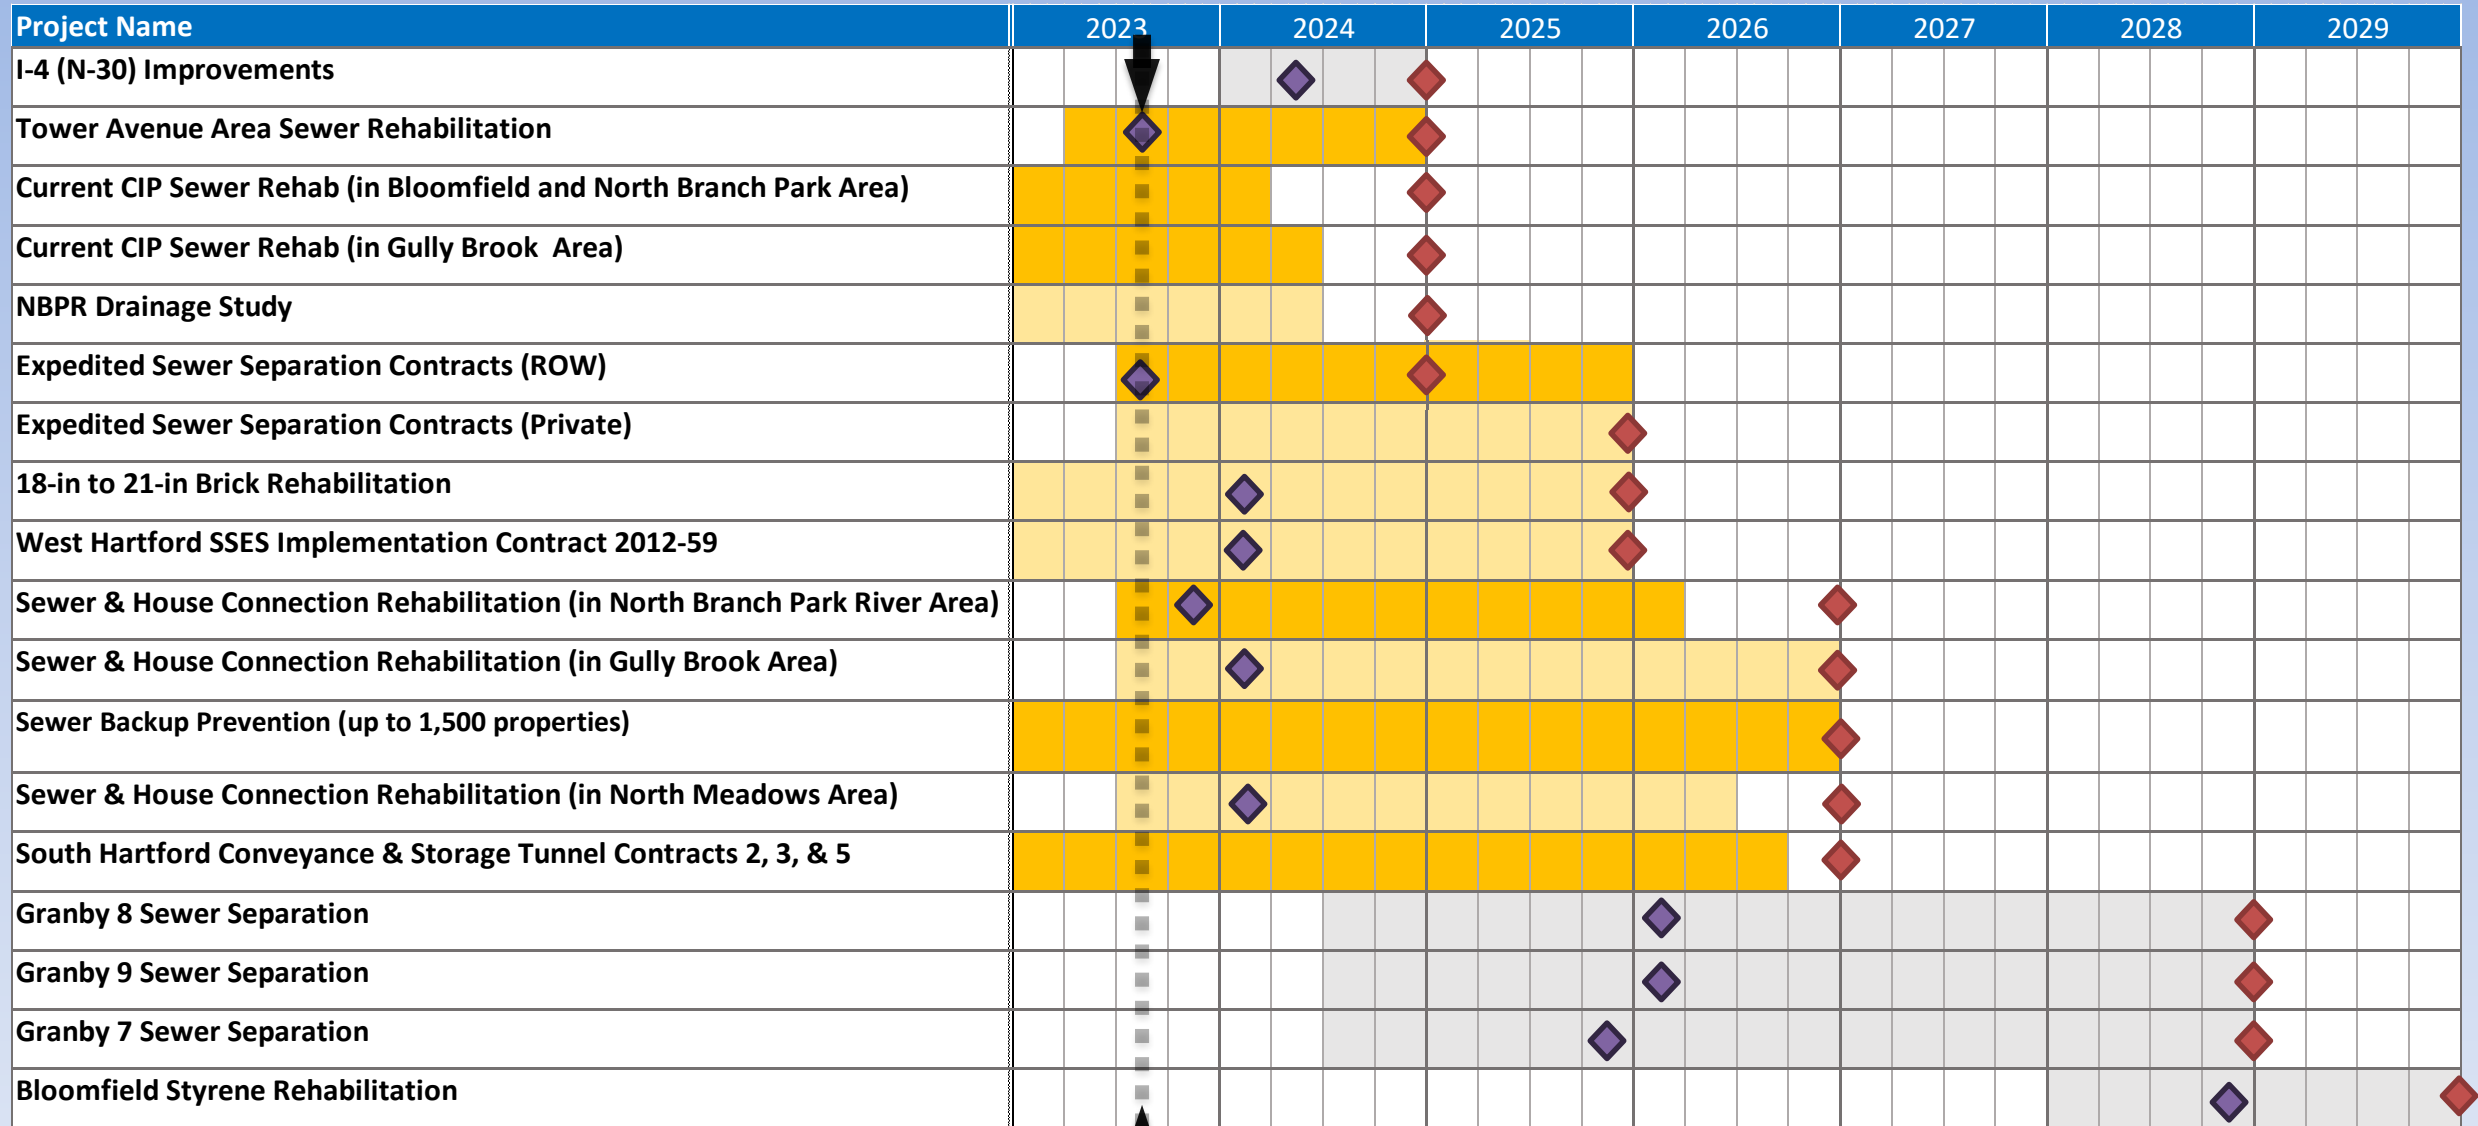 Project Name 2023 2024 2025 2026 2027 2028 2029
I-4 (N-30) Improvements
Tower Avenue Area Sewer Rehabilitation
Current CIP Sewer Rehab (in Bloomfield and North Branch Park Area)
Current CIP Sewer Rehab (in Gully Brook  Area)
NBPR Drainage Study
Expedited Sewer Separation Contracts (ROW)
Expedited Sewer Separation Contracts (Private)
18-in to 21-in Brick Rehabilitation
West Hartford SSES Implementation Contract 2012-59
Sewer & House Connection Rehabilitation (in North Branch Park River Area)
Sewer & House Connection Rehabilitation (in Gully Brook Area)
Sewer Backup Prevention (up to 1,500 properties)
Sewer & House Connection Rehabilitation (in North Meadows Area)
South Hartford Conveyance & Storage Tunnel Contracts 2, 3, & 5
Granby 8 Sewer Separation
Granby 9 Sewer Separation
Granby 7 Sewer Separation
Bloomfield Styrene Rehabilitation